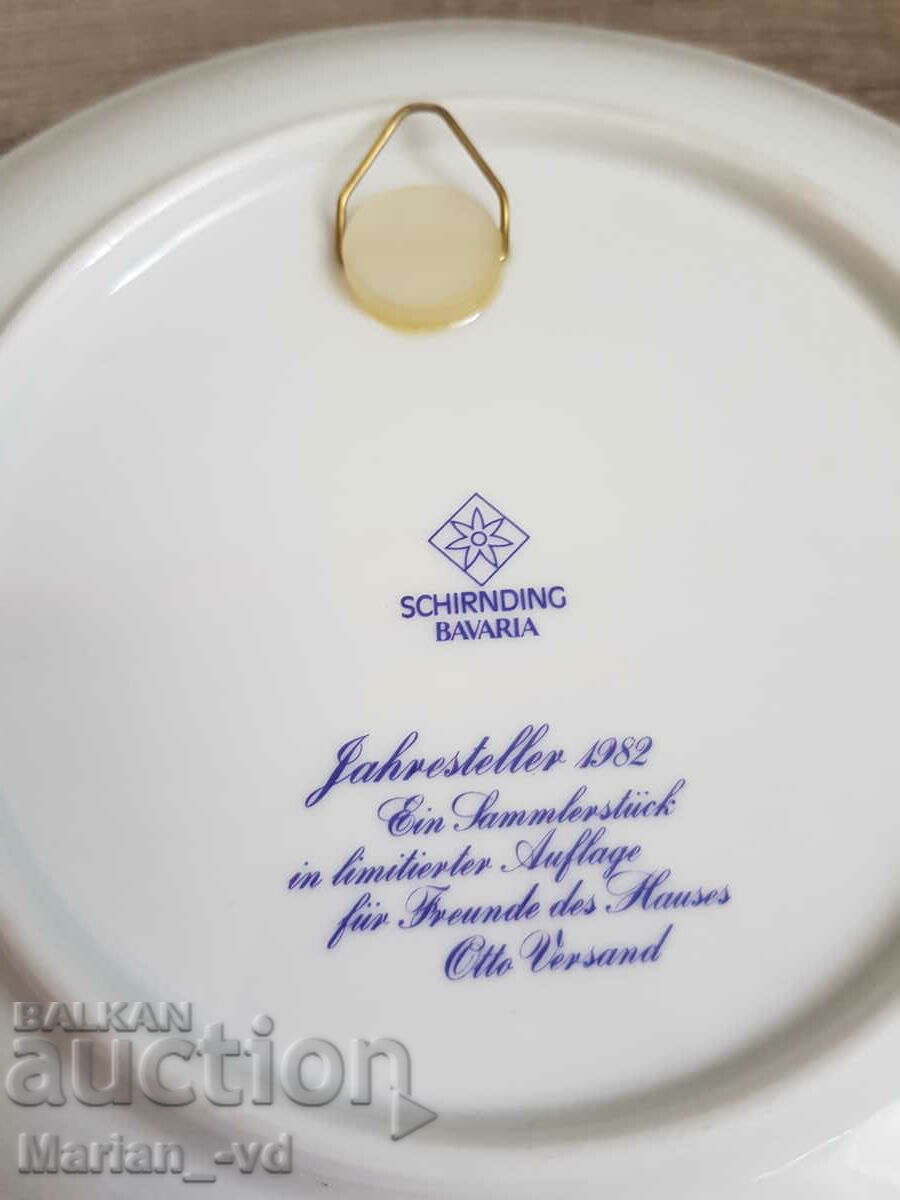 SCHIRNDING
BAVARIA
Jahresteller 1982
Ein Sammlerstück
in limitierter Auflage
für Freunde des Hauses
Otto Versand
BALKAN
auction
Marian_-vd